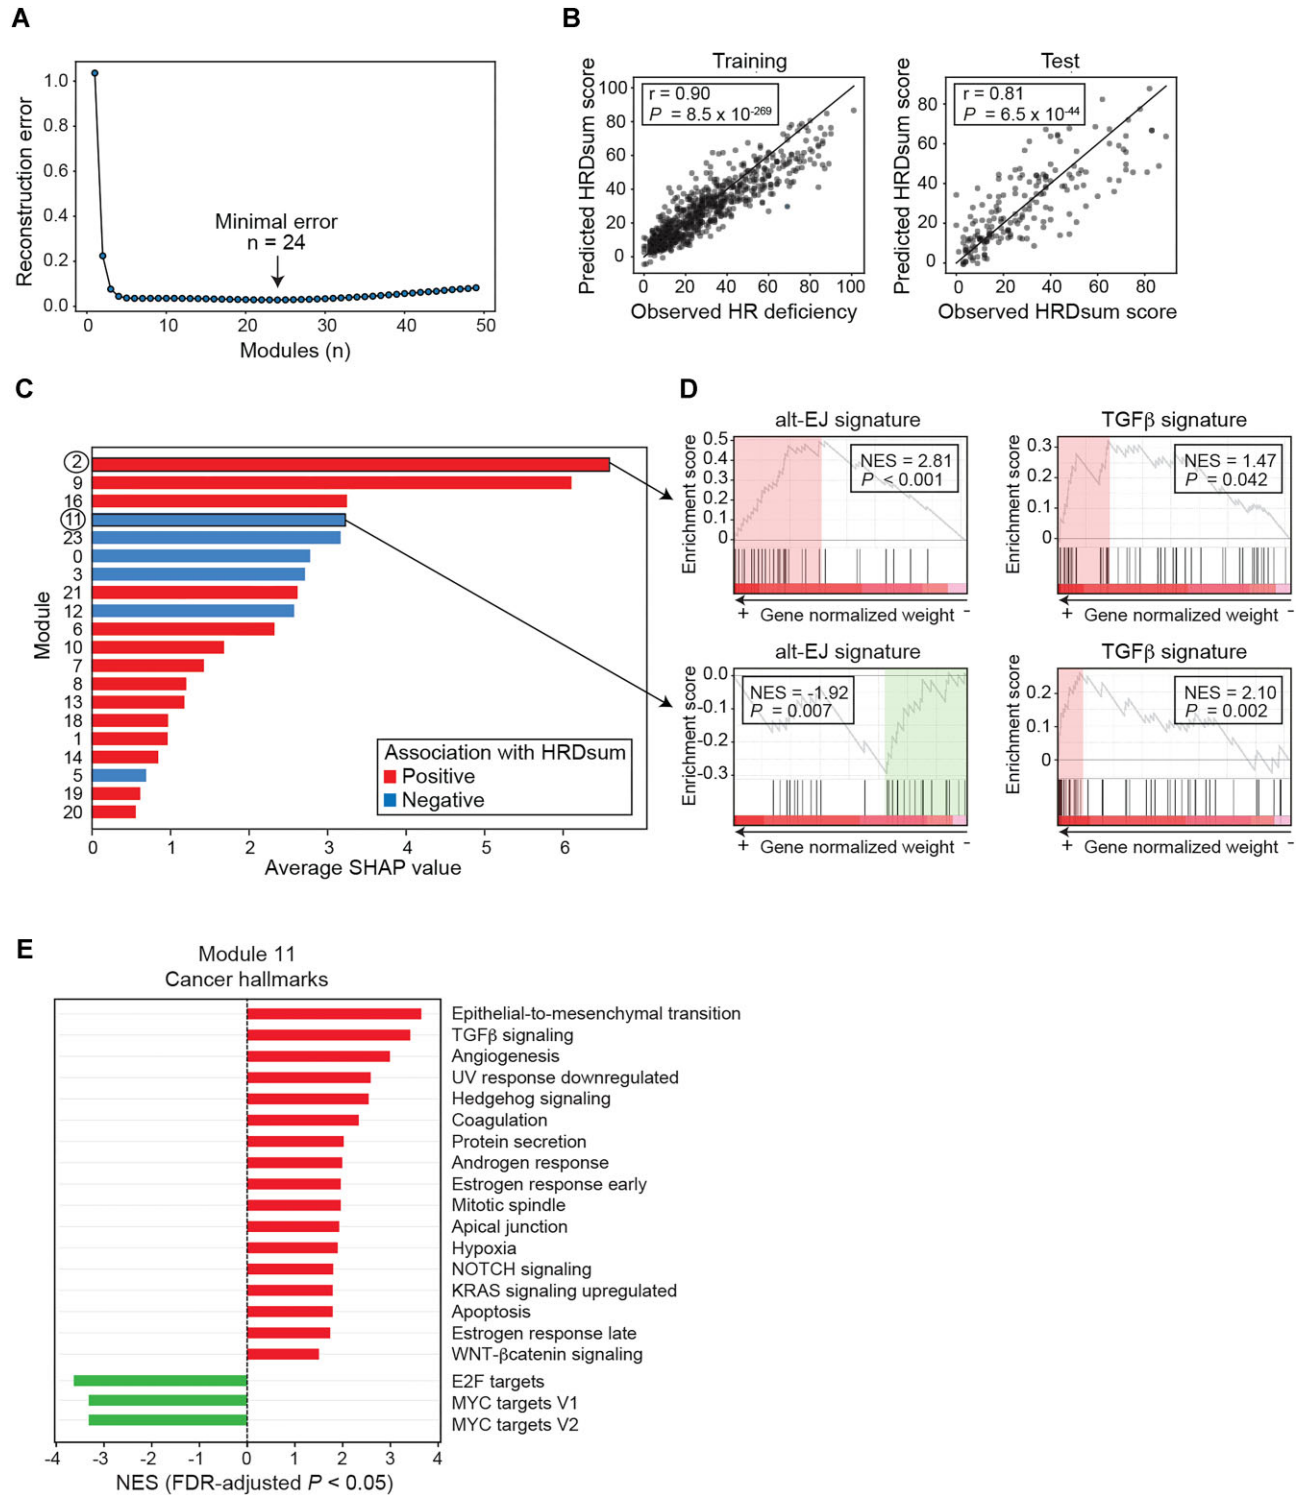 A
Reconstruction error
1.0
0.8
0.6
0.4
0.2
0.0
Minimal error
n = 24
0 10 20 30 40 50
Modules (n)
B
Training
Predicted HRDsum score
100
80
60
40
20
0
r = 0.90
P = 8.5 x 10-269
0 20 40 60 80 100
Observed HR deficiency
Test
Predicted HRDsum score
80
60
40
20
0
r = 0.81
P = 6.5 x 10-44
0 20 40 60 80
Observed HRDsum score
C
Module
2
9
16
11
23
0
3
21
12
6
10
7
8
13
18
1
14
5
19
20
Association with HRDsum
Positive
Negative
0 1 2 3 4 5 6
Average SHAP value
D
alt-EJ signature
Enrichment score
0.5
0.4
0.3
0.2
0.1
0
NES = 2.81
P < 0.001
+ Gene normalized weight -
TGFβ signature
Enrichment score
0.3
0.2
0.1
0
NES = 1.47
P = 0.042
+ Gene normalized weight -
alt-EJ signature
Enrichment score
0.0
-0.1
-0.2
-0.3
NES = -1.92
P = 0.007
+ Gene normalized weight -
TGFβ signature
Enrichment score
0.2
0.1
0
NES = 2.10
P = 0.002
+ Gene normalized weight -
E
Module 11
Cancer hallmarks
Epithelial-to-mesenchymal transition
TGFβ signaling
Angiogenesis
UV response downregulated
Hedgehog signaling
Coagulation
Protein secretion
Androgen response
Estrogen response early
Mitotic spindle
Apical junction
Hypoxia
NOTCH signaling
KRAS signaling upregulated
Apoptosis
Estrogen response late
WNT-βcatenin signaling
E2F targets
MYC targets V1
MYC targets V2
-4 -3 -2 -1 0 1 2 3 4
NES (FDR-adjusted P < 0.05)